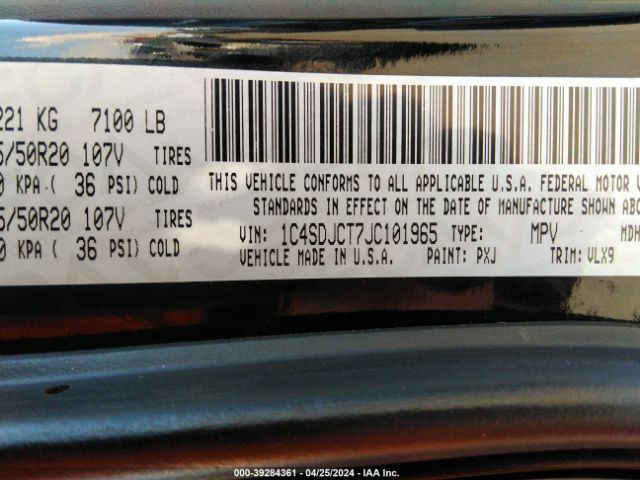 221 KG 7100 LB
5/50R20 107V TIRES
0 KPA ( 36 PSI) COLD
5/50R20 107V TIRES
0 KPA ( 36 PSI) COLD
THIS VEHICLE CONFORMS TO ALL APPLICABLE U.S.A. FEDERAL MOTOR V
STANDARDS IN EFFECT ON THE DATE OF MANUFACTURE SHOWN ABO
VIN: 1C4SDJCT7JC101965 TYPE: MPV MDH
VEHICLE MADE IN U.S.A. PAINT: PXJ TRIM: VLX9
000-39284361 - 04/25/2024 - IAA Inc.